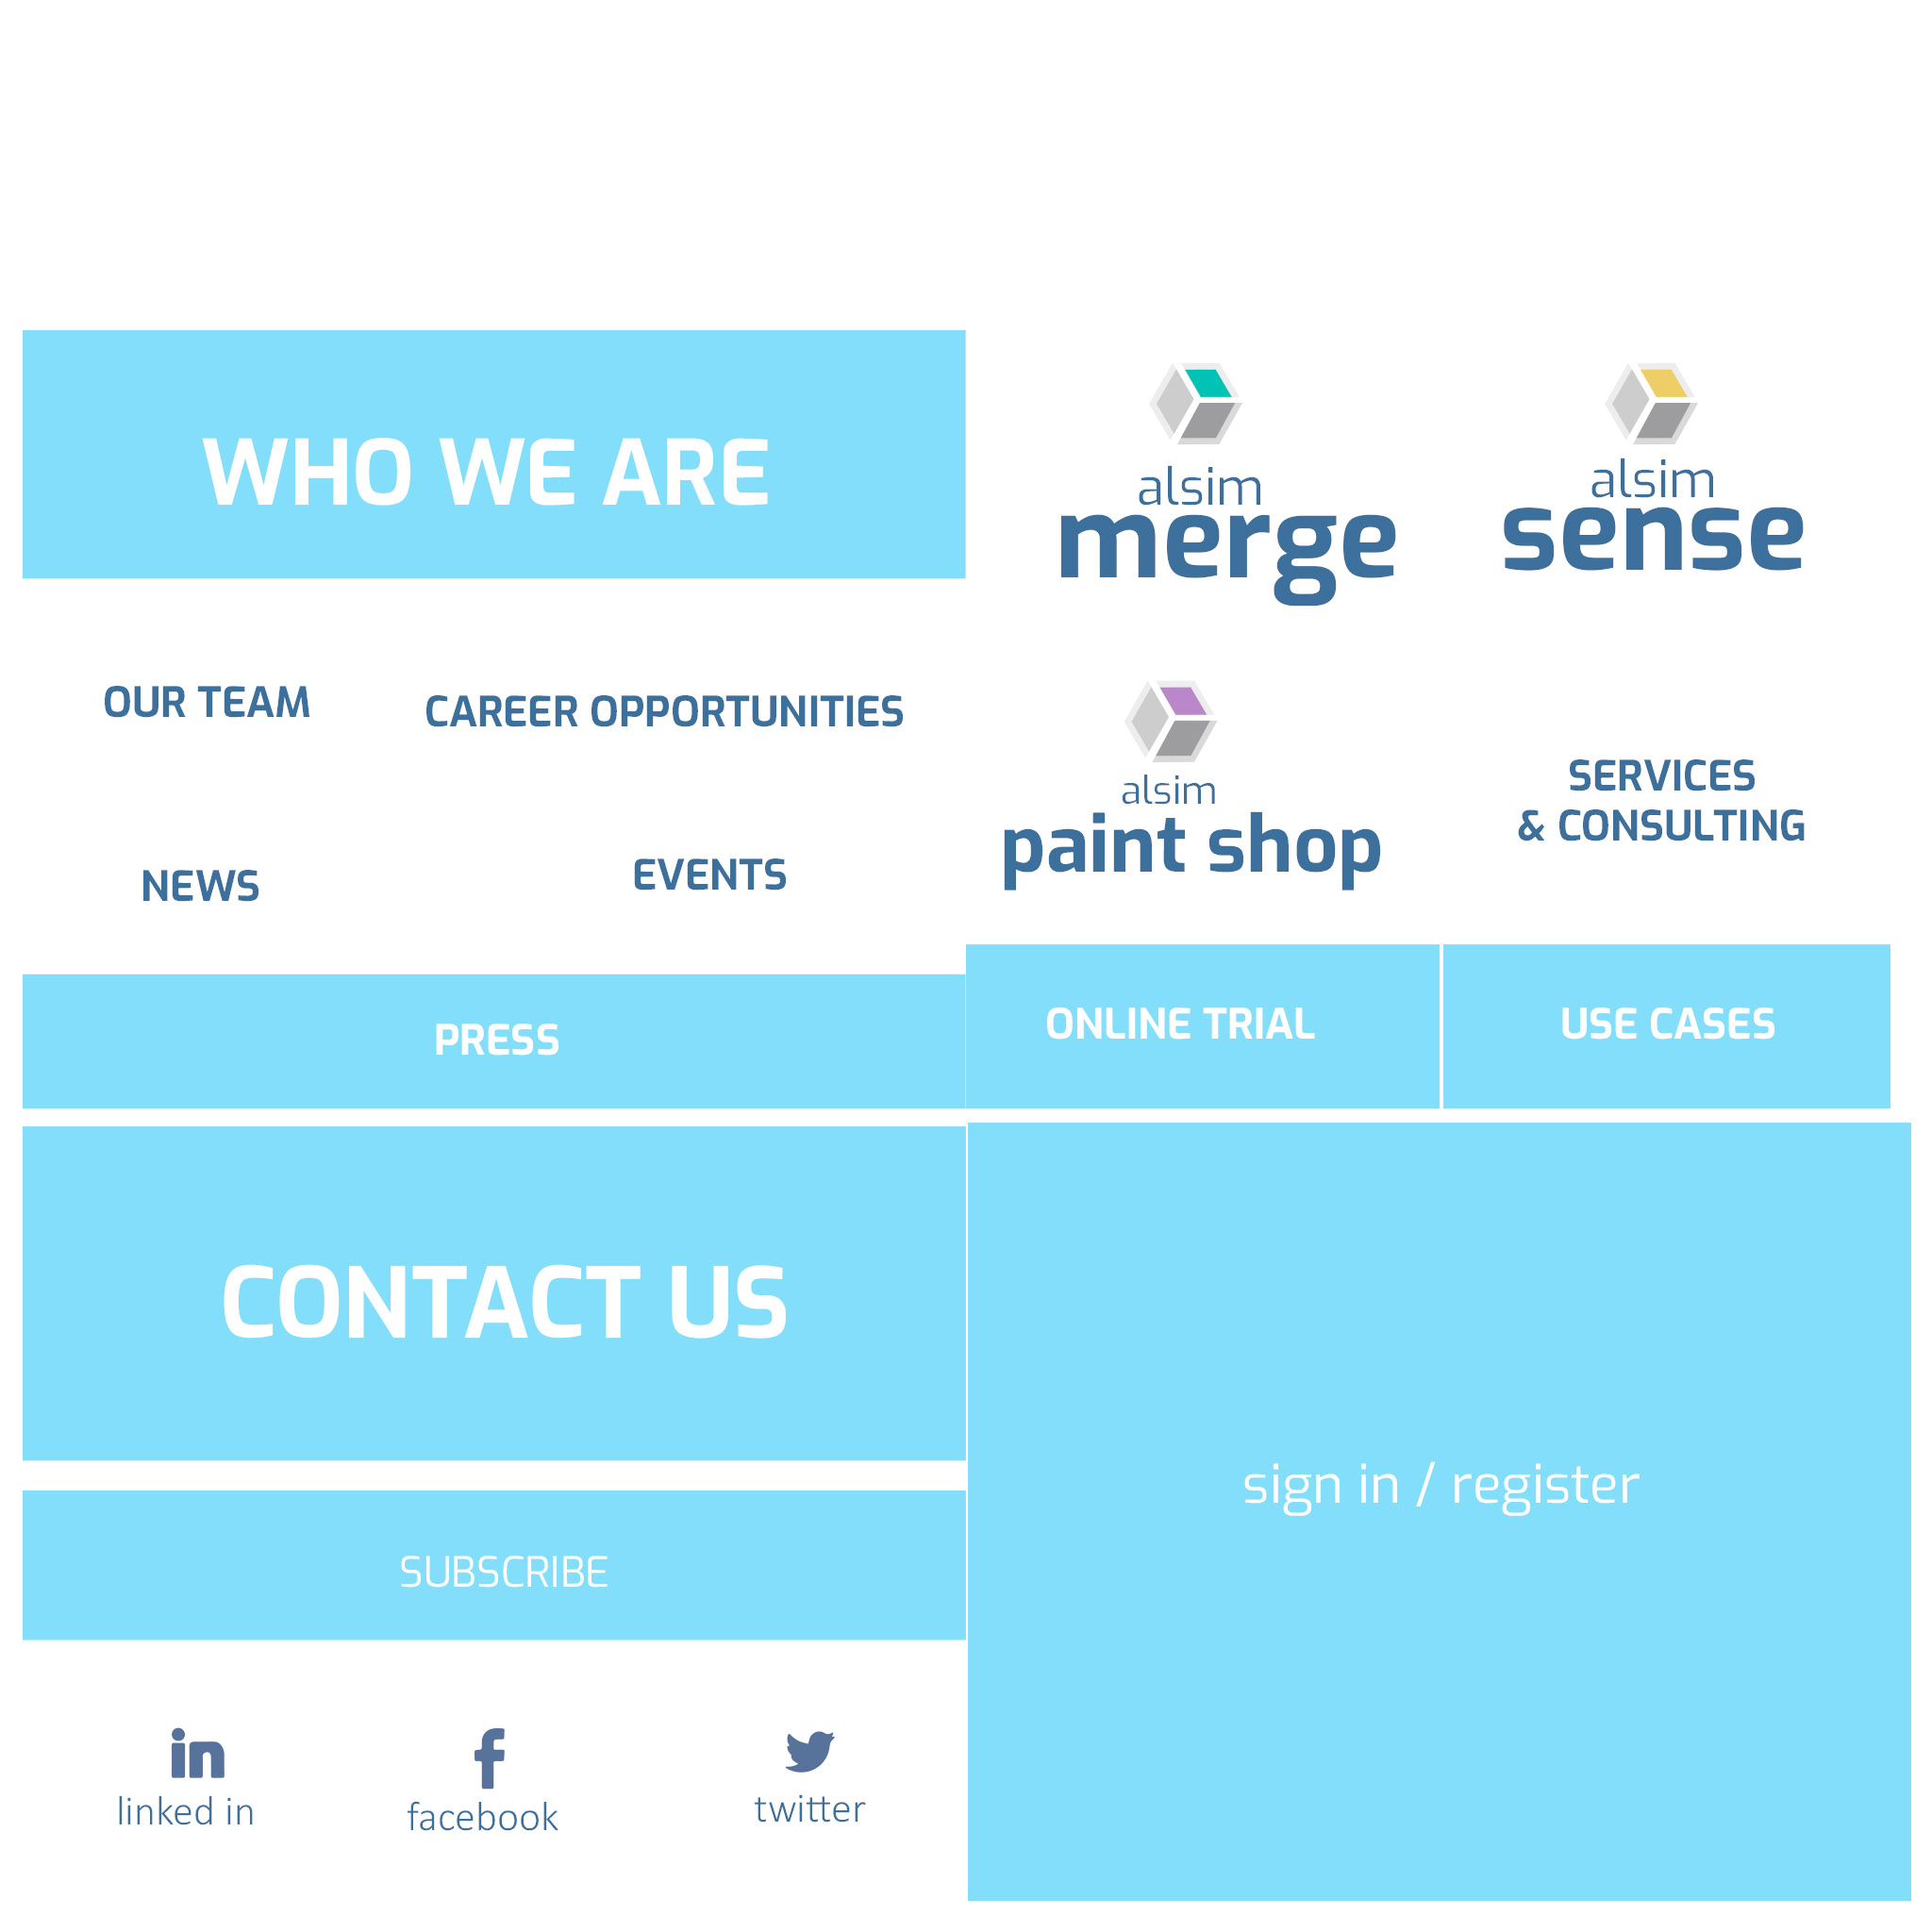 WHO WE ARE
alsim
merge
alsim
sense
OUR TEAM
CAREER OPPORTUNITIES
NEWS
EVENTS
alsim
paint shop
SERVICES
& CONSULTING
PRESS
ONLINE TRIAL
USE CASES
CONTACT US
sign in / register
SUBSCRIBE
in
linked in
f
facebook
twitter